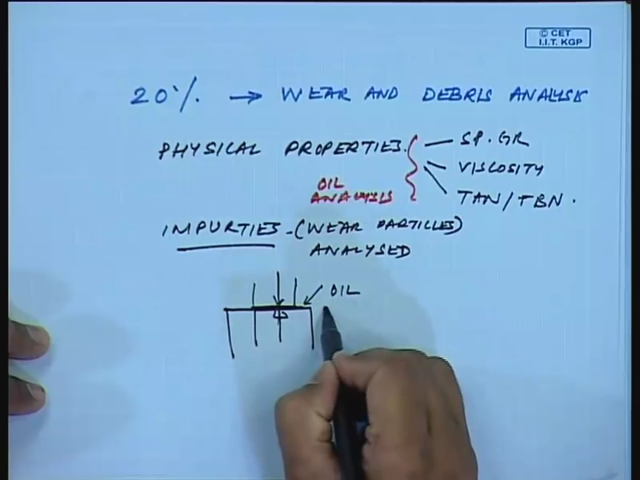 © CET
I.I.T. KGP
20% → WEAR AND DEBRIS ANALYSIS
PHYSICAL PROPERTIES. — SP. GR
VISCOSITY
OIL ANALYSIS TAN/TBN.
IMPURTIES - (WEAR PARTICLES)
ANALYSED
OIL